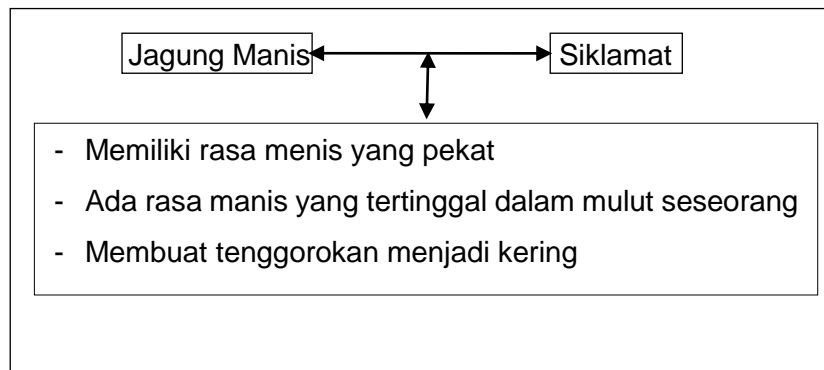 Jagung Manis
Siklamat
- Memiliki rasa menis yang pekat
- Ada rasa manis yang tertinggal dalam mulut seseorang
- Membuat tenggorokan menjadi kering